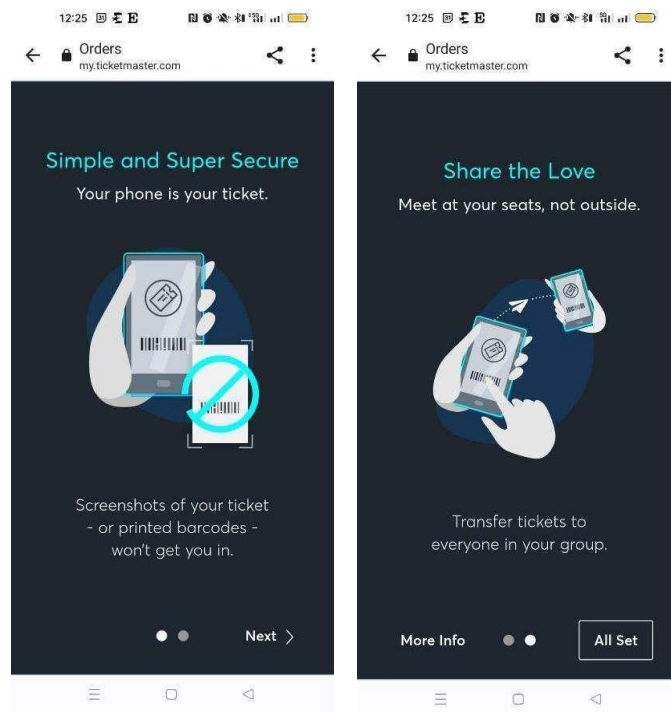 12:25
Orders
my.ticketmaster.com
Simple and Super Secure
Your phone is your ticket.
Screenshots of your ticket
- or printed barcodes -
won't get you in.
Next
12:25
Orders
my.ticketmaster.com
Share the Love
Meet at your seats, not outside.
Transfer tickets to
everyone in your group.
More Info
All Set